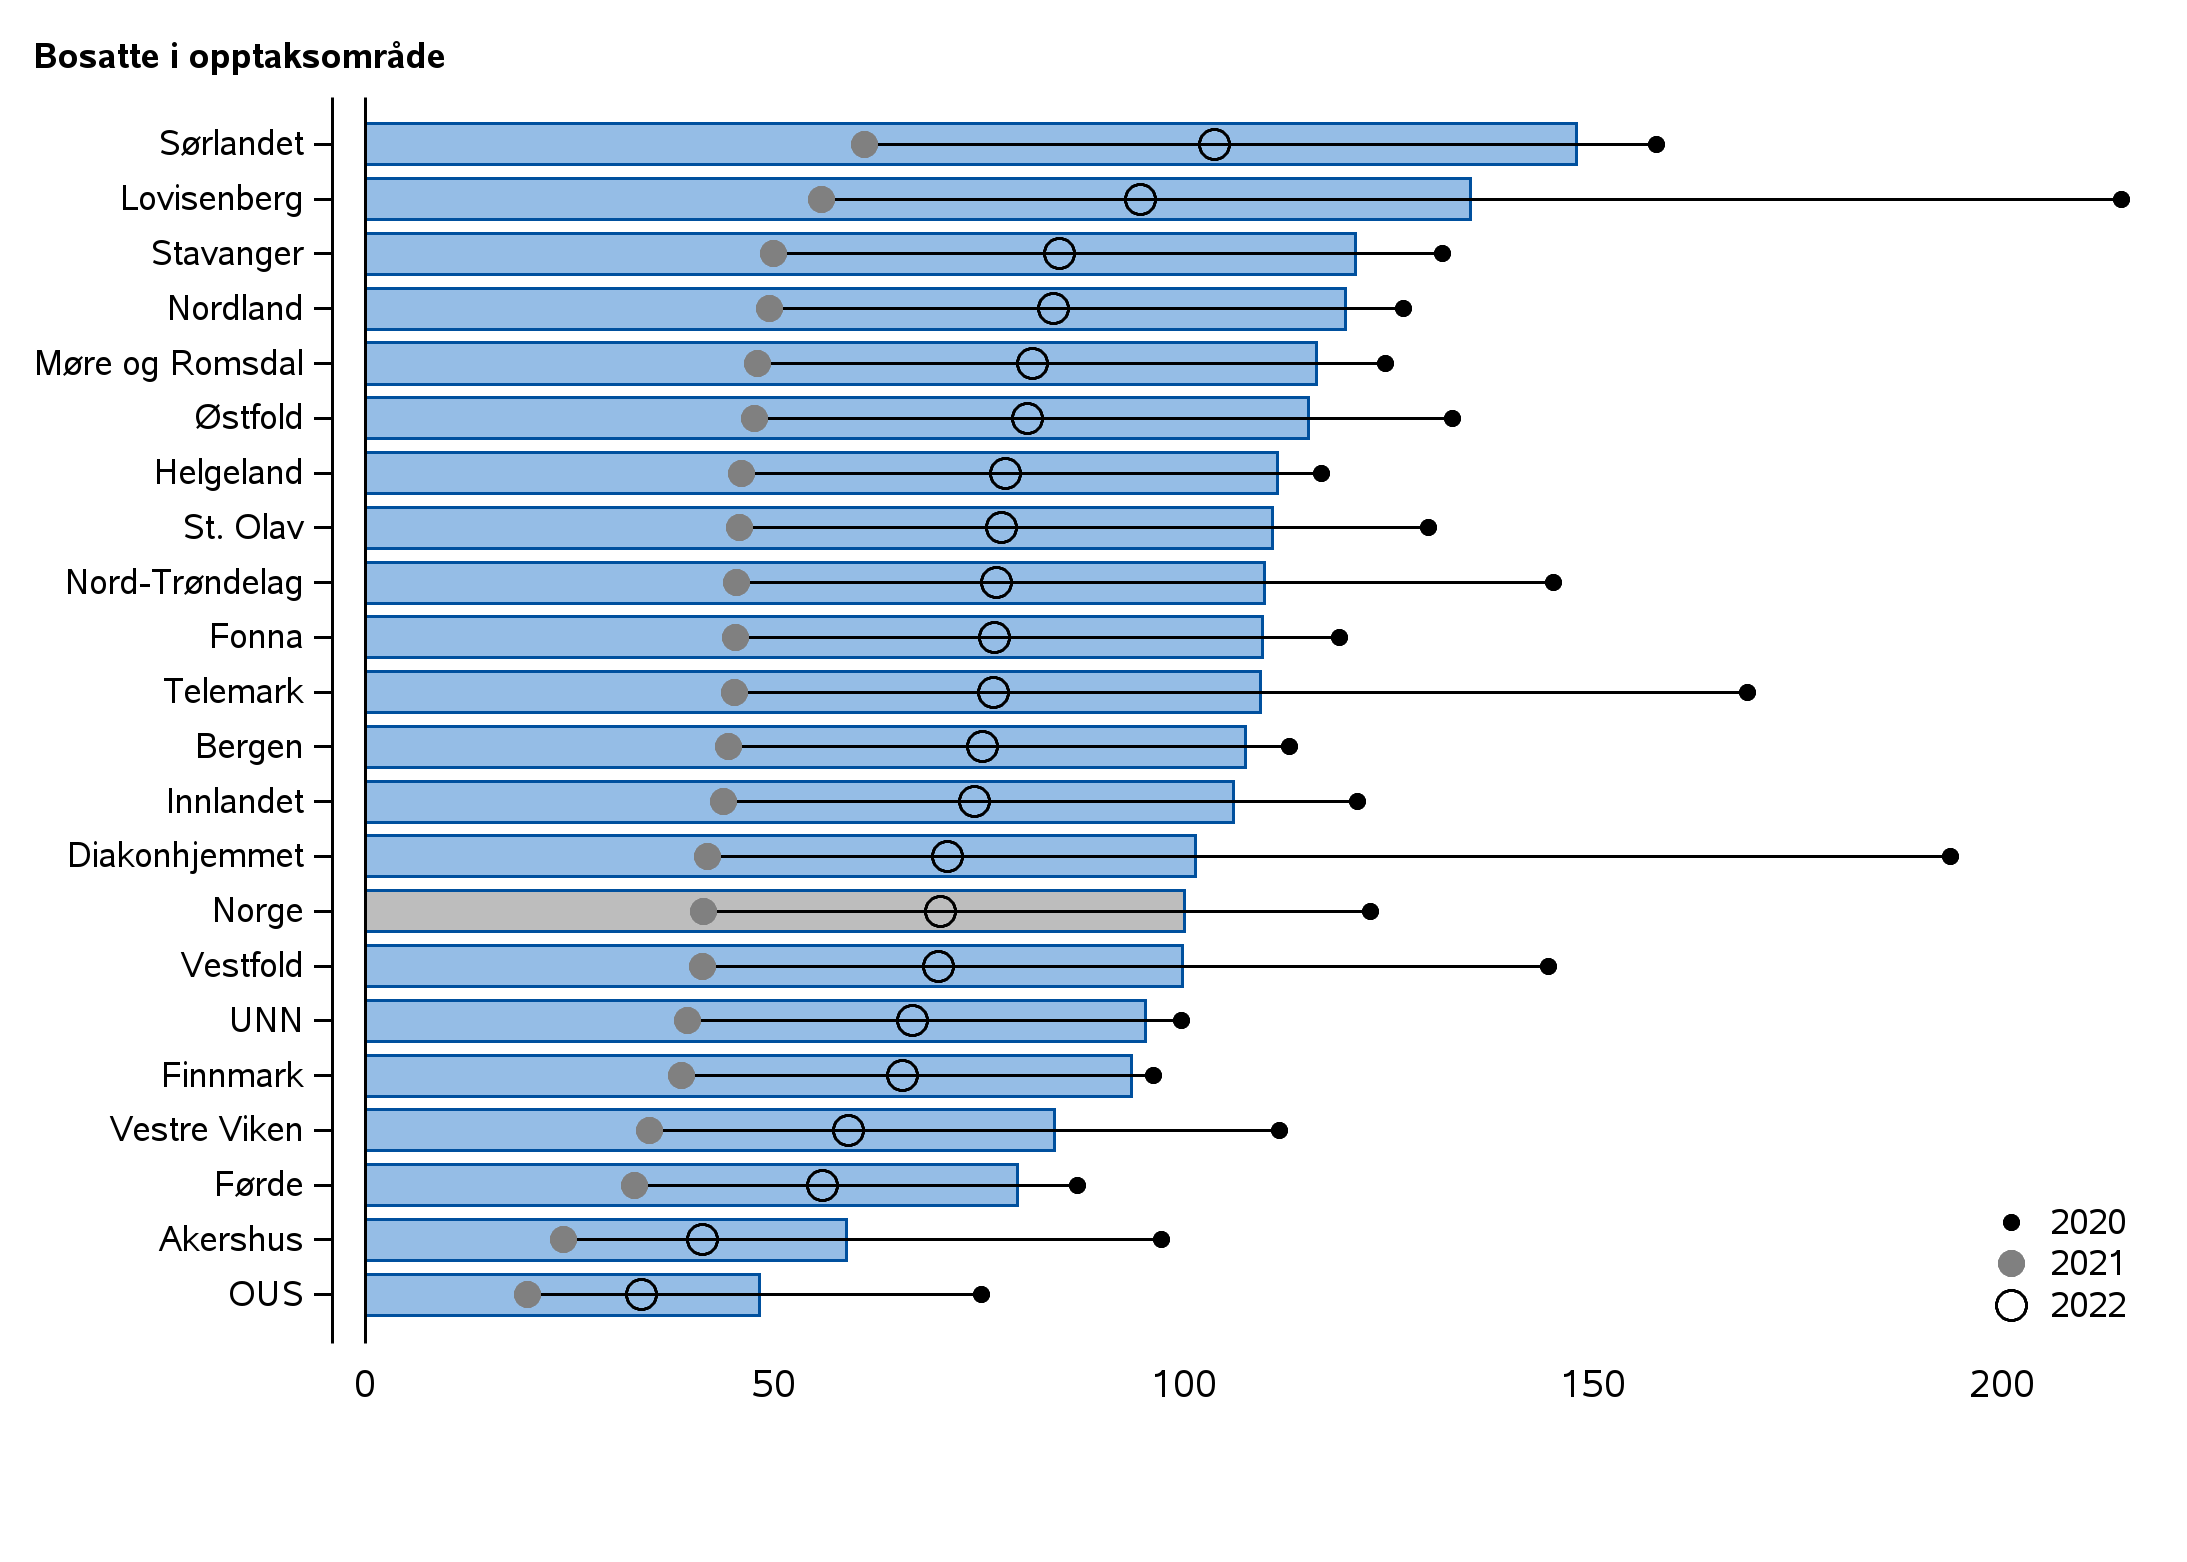 Bosatte i opptaksområde
Sørlandet
Lovisenberg
Stavanger
Nordland
Møre og Romsdal
Østfold
Helgeland
St. Olav
Nord-Trøndelag
Fonna
Telemark
Bergen
Innlandet
Diakonhjemmet
Norge
Vestfold
UNN
Finnmark
Vestre Viken
Førde
Akershus
OUS
2020
2021
2022
0 50 100 150 200